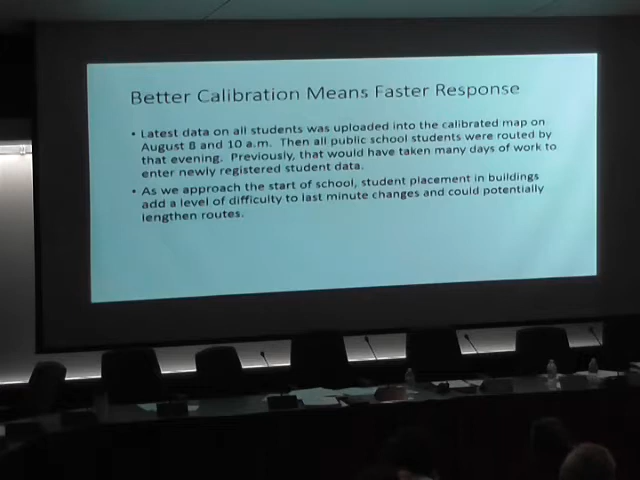 Better Calibration Means Faster Response
• Latest data on all students was uploaded into the calibrated map on
August 8 and 10 a.m. Then all public school students were routed by
that evening. Previously, that would have taken many days of work to
enter newly registered student data.
• As we approach the start of school, student placement in buildings
add a level of difficulty to last minute changes and could potentially
lengthen routes.